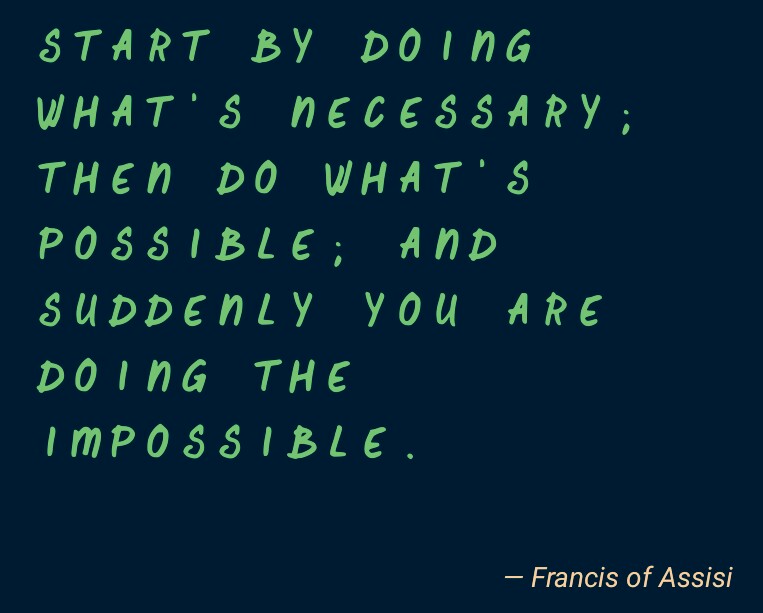 START BY DOING
WHAT'S NECESSARY;
THEN DO WHAT'S
POSSIBLE; AND
SUDDENLY YOU ARE
DOING THE
IMPOSSIBLE.
— Francis of Assisi